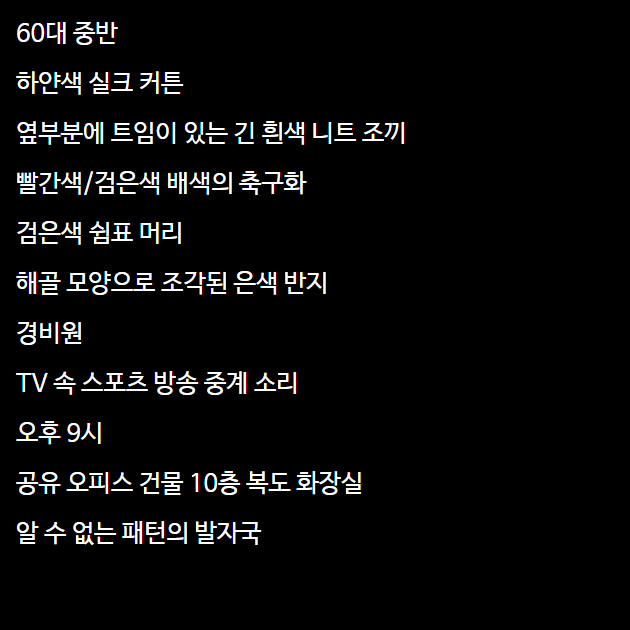 60대 중반
하얀색 실크 커튼
옆부분에 트임이 있는 긴 흰색 니트 조끼
빨간색/검은색 배색의 축구화
검은색 쉼표 머리
해골 모양으로 조각된 은색 반지
경비원
TV 속 스포츠 방송 중계 소리
오후 9시
공유 오피스 건물 10층 복도 화장실
알 수 없는 패턴의 발자국